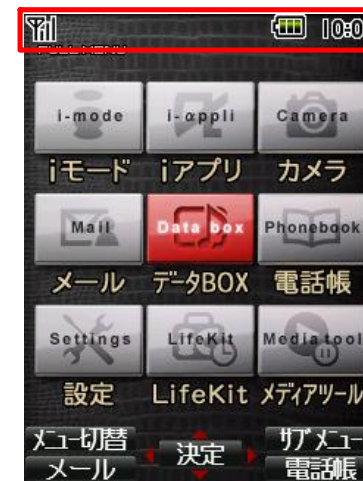 10:0
i-mode i-αppli Camera
iモード iアプリ カメラ
Mail Data box Phonebook
メール データBOX 電話帳
Settings LifeKit Media tool
設定 LifeKit メディアツール
メニュー切替 決定 サブメニュー
メール 電話帳